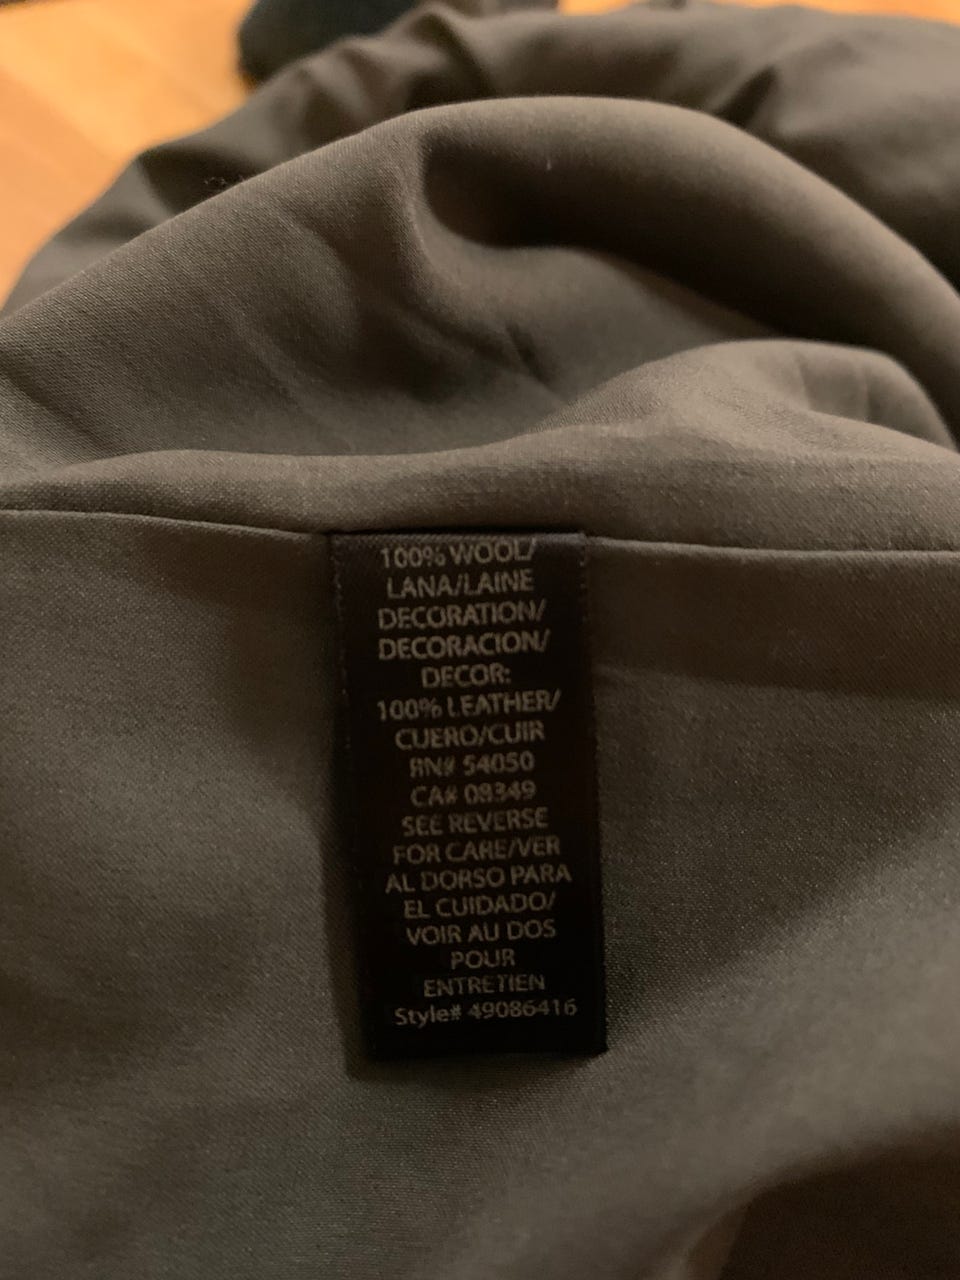 100% WOOL/
LANA/LAINE
DECORATION/
DECORACION/
DECOR:
100% LEATHER/
CUERO/CUIR
RN# 54050
CA# 08349
SEE REVERSE
FOR CARE/VER
AL DORSO PARA
EL CUIDADO/
VOIR AU DOS
POUR
ENTRETIEN
Style# 49086416